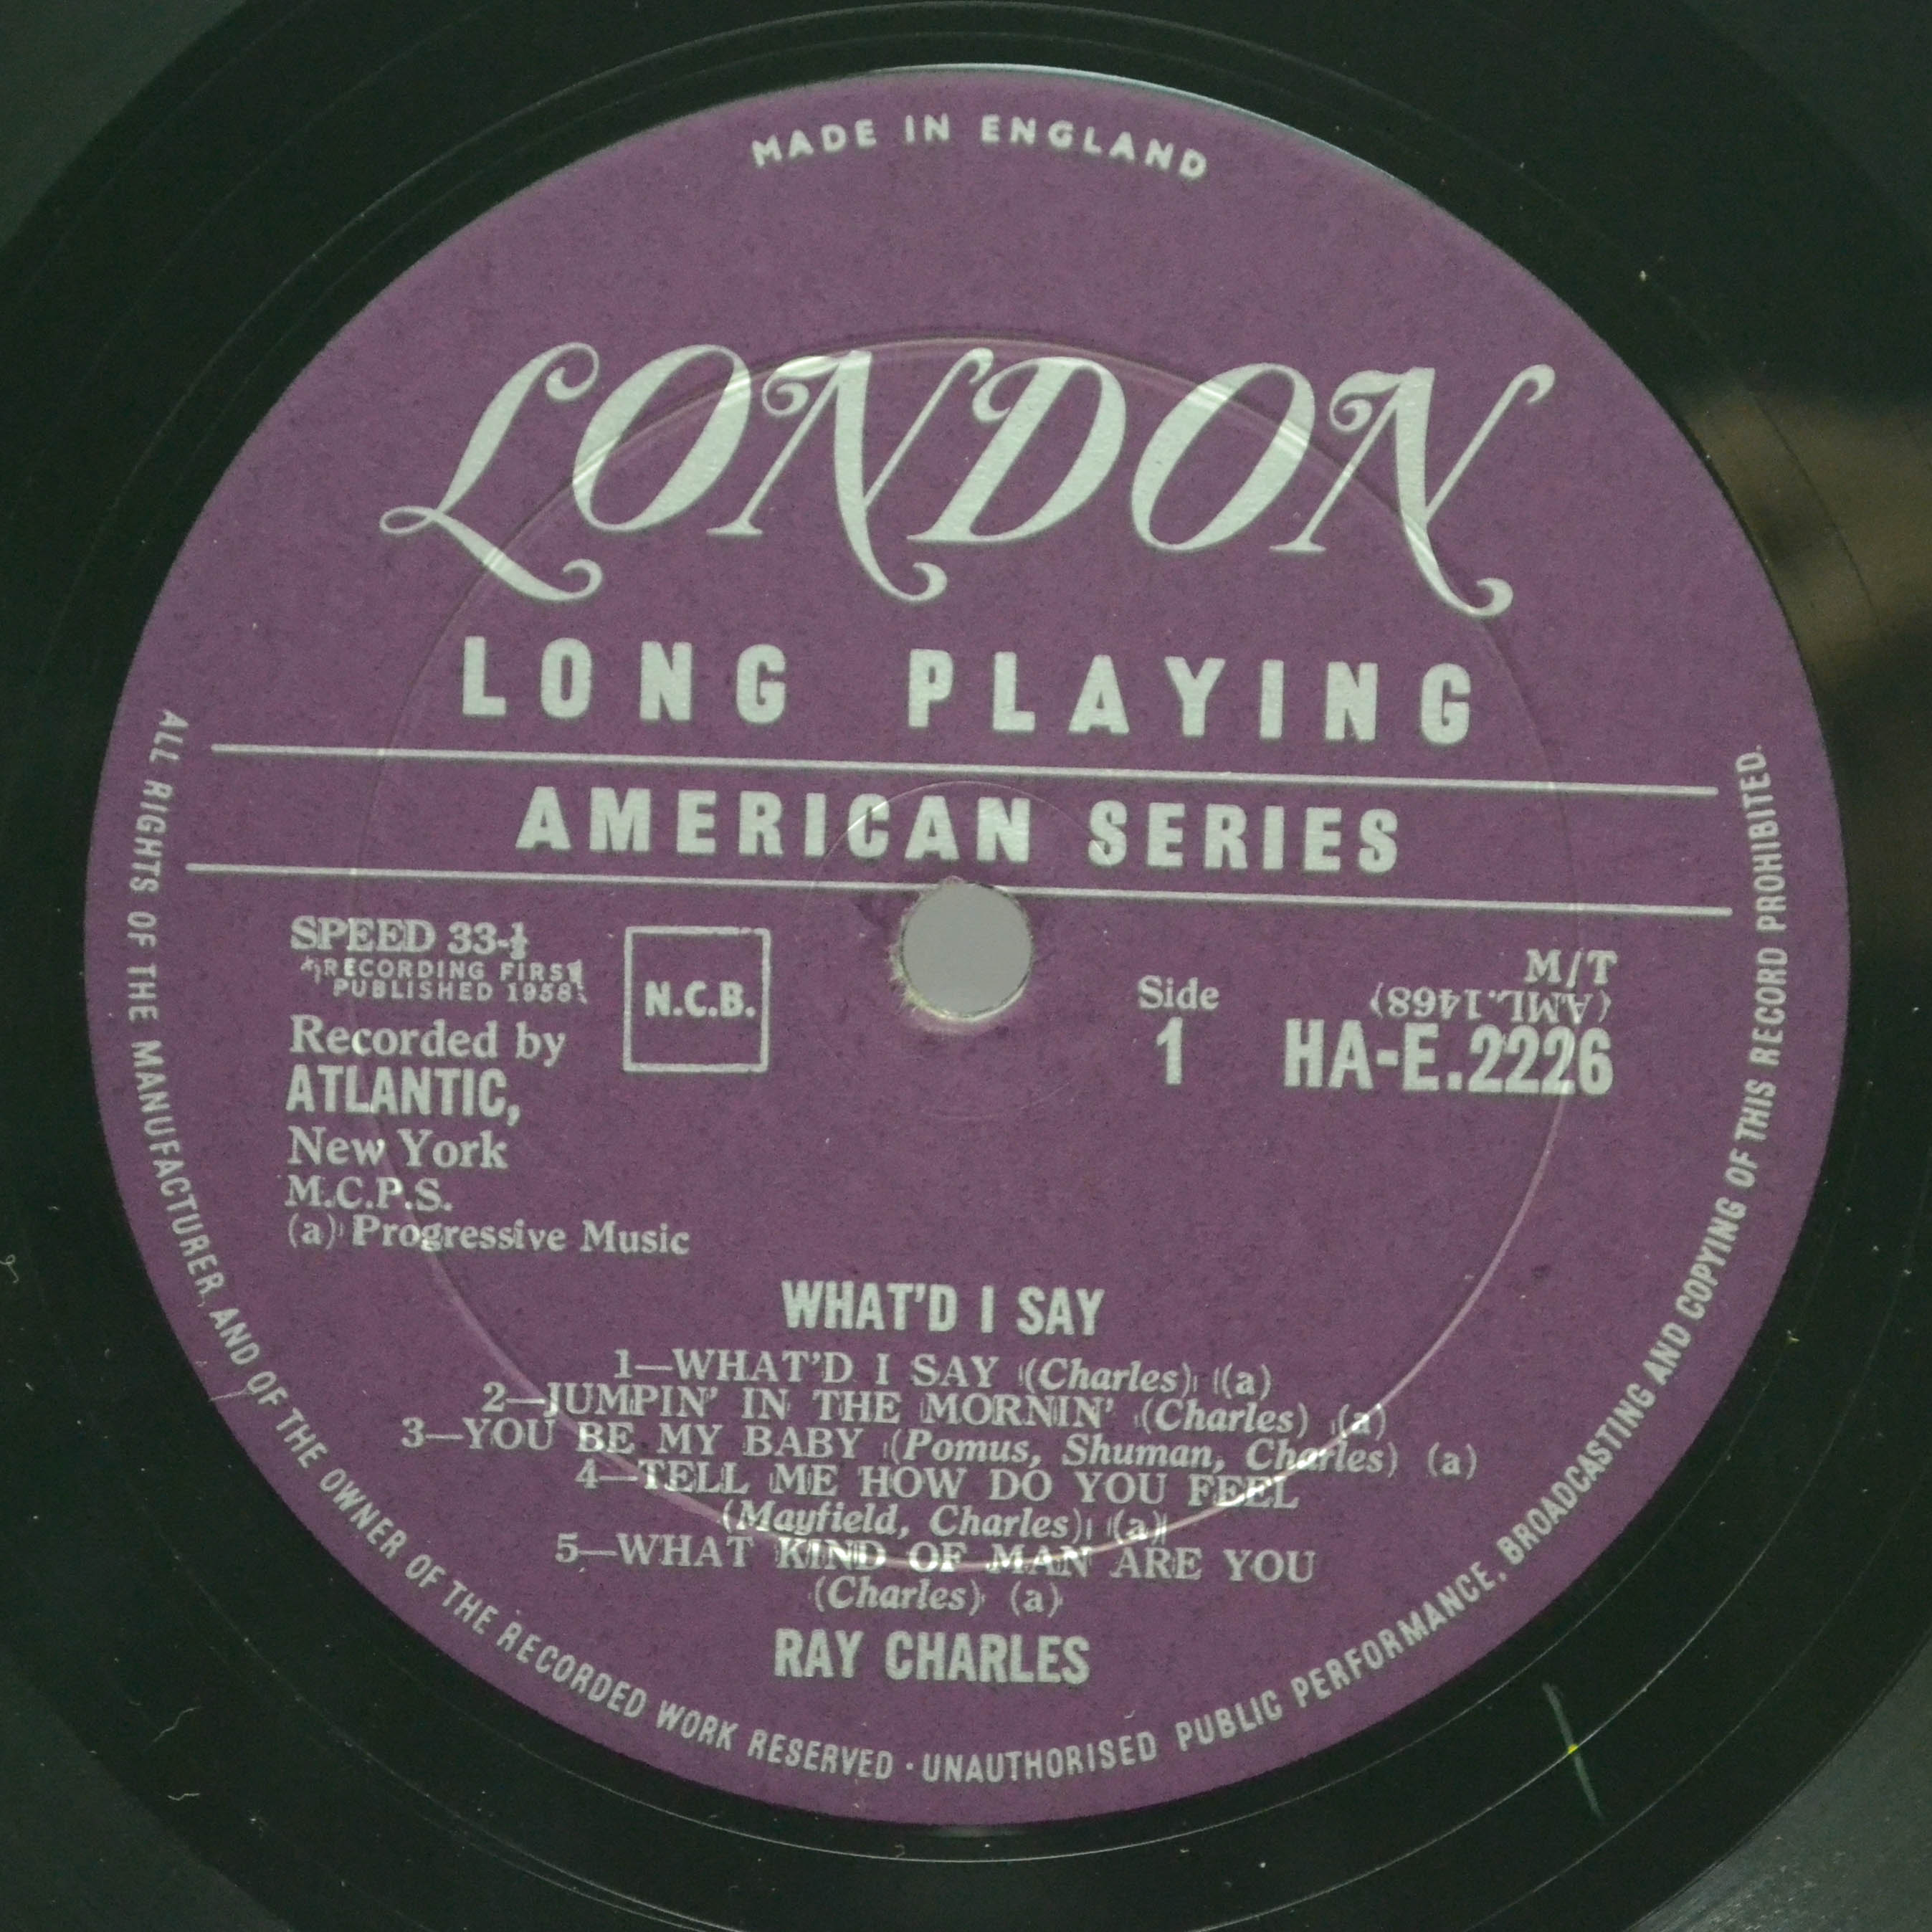 MADE IN ENGLAND
LONDON
LONG PLAYING
AMERICAN SERIES
SPEED 33-⅓
RECORDING FIRST
PUBLISHED 1958
N.C.B.
Recorded by
ATLANTIC,
New York
M.C.P.S.
(a) Progressive Music
Side
1
M/T
(AML.1468)
HA-E.2226
WHAT'D I SAY
1—WHAT'D I SAY (Charles) (a)
2—JUMPIN' IN THE MORNIN' (Charles) (a)
3—YOU BE MY BABY (Pomus, Shuman, Charles) (a)
4—TELL ME HOW DO YOU FEEL
(Mayfield, Charles) (a)
5—WHAT KIND OF MAN ARE YOU
(Charles) (a)
RAY CHARLES
ALL RIGHTS OF THE MANUFACTURER AND OF THE OWNER OF THE RECORDED WORK RESERVED · UNAUTHORISED PUBLIC PERFORMANCE, BROADCASTING AND COPYING OF THIS RECORD PROHIBITED.